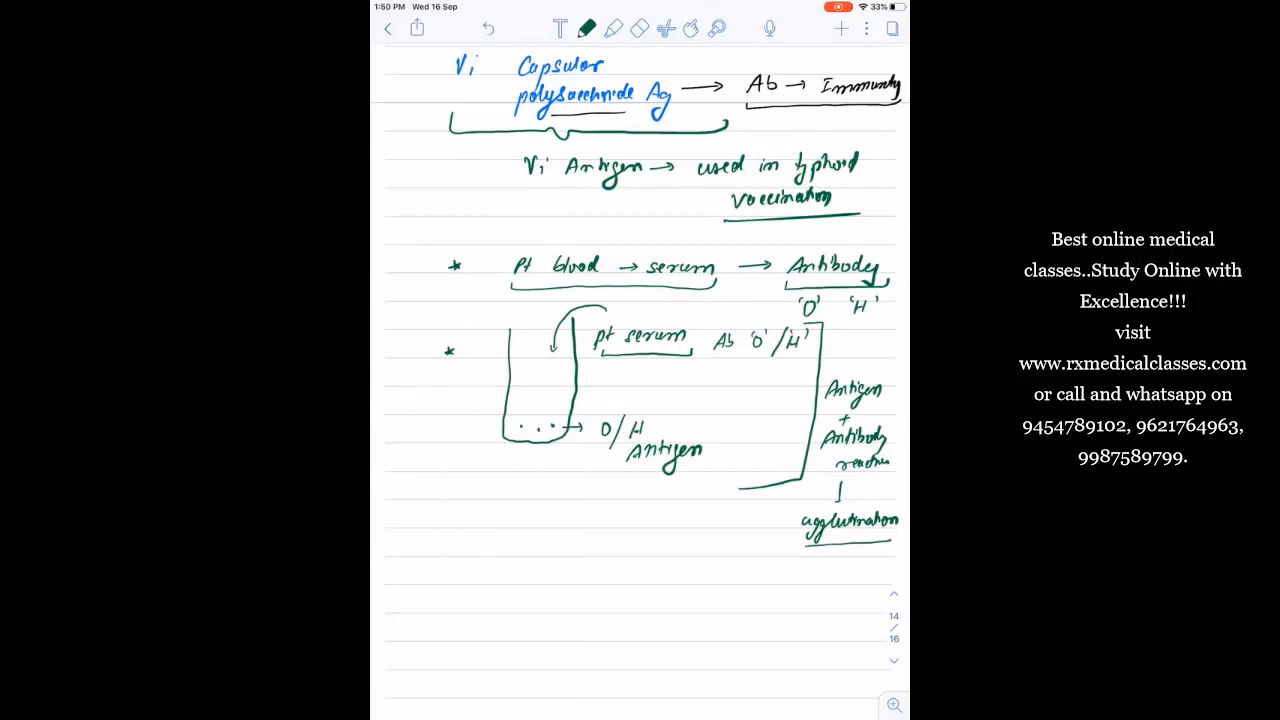 1:50 PM Wed 16 Sep
33%
Vi Capsular
polysaccharide Ag → Ab → Immunity
Vi Antigen → used in typhoid
vaccination
* Pt blood → serum → Antibody
'O' 'H'
* Pt serum Ab 'O'/'H'
Antigen
+
Antibody
reaction
agglutination
... → O/H
Antigen
14
/
16
Best online medical
classes..Study Online with
Excellence!!!
visit
www.rxmedicalclasses.com
or call and whatsapp on
9454789102, 9621764963,
9987589799.